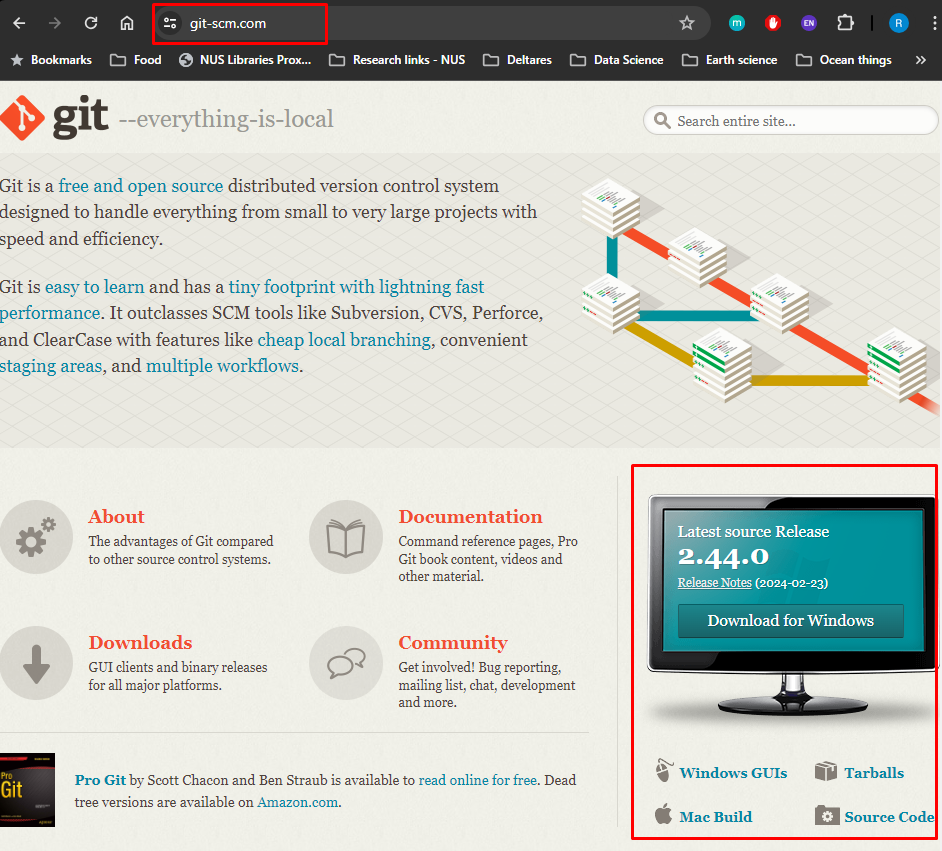 git-scm.com
m
EN
R
Bookmarks
Food
NUS Libraries Prox...
Research links - NUS
Deltares
Data Science
Earth science
Ocean things
»
git --everything-is-local
Search entire site...
Git is a free and open source distributed version control system
designed to handle everything from small to very large projects with
speed and efficiency.
Git is easy to learn and has a tiny footprint with lightning fast
performance. It outclasses SCM tools like Subversion, CVS, Perforce,
and ClearCase with features like cheap local branching, convenient
staging areas, and multiple workflows.
About
The advantages of Git compared
to other source control systems.
Documentation
Command reference pages, Pro
Git book content, videos and
other material.
Downloads
GUI clients and binary releases
for all major platforms.
Community
Get involved! Bug reporting,
mailing list, chat, development
and more.
Pro
Git
Pro Git by Scott Chacon and Ben Straub is available to read online for free. Dead
tree versions are available on Amazon.com.
Latest source Release
2.44.0
Release Notes (2024-02-23)
Download for Windows
Windows GUIs
Tarballs
Mac Build
Source Code